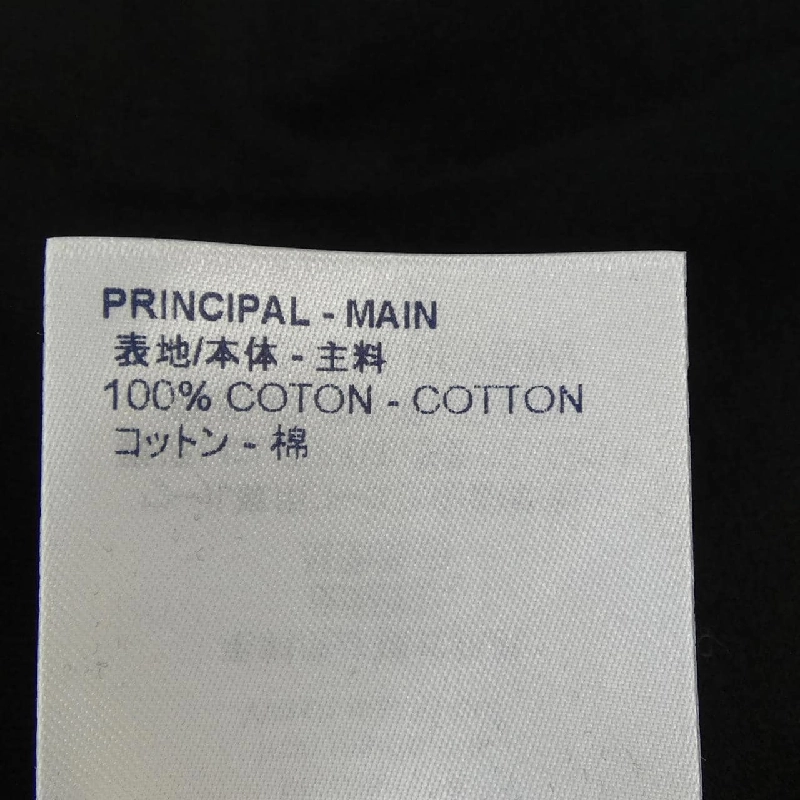 PRINCIPAL - MAIN
表地/本体 - 主料
100% COTON - COTTON
コットン - 棉